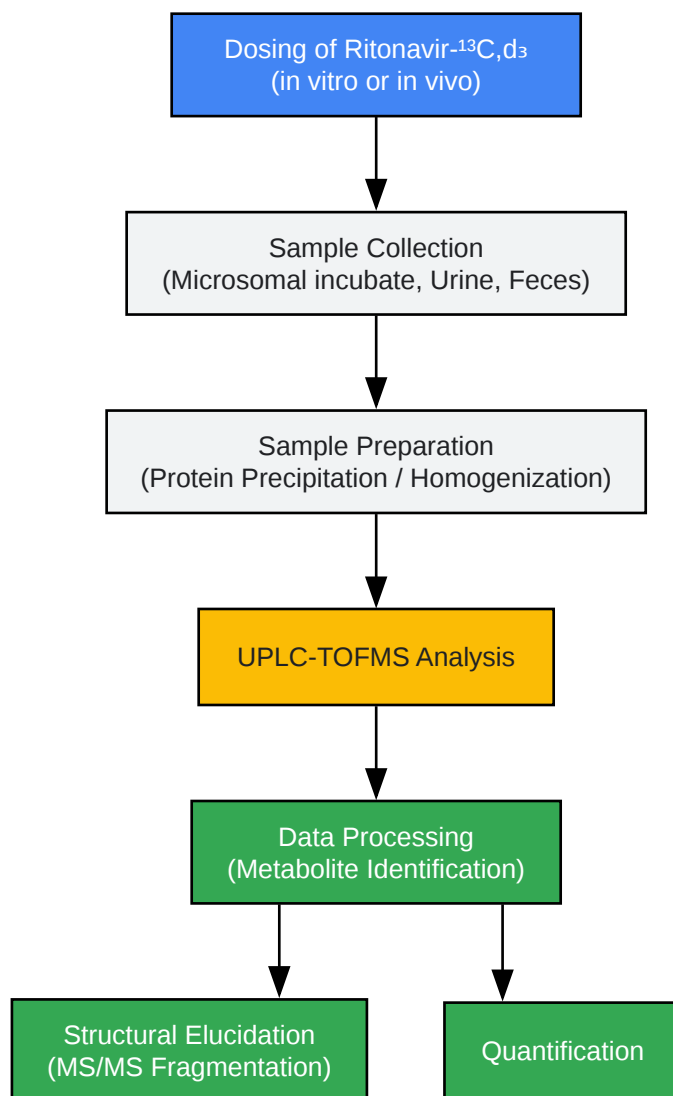 Dosing of Ritonavir-¹³C,d₃
(in vitro or in vivo)
Sample Collection
(Microsomal incubate, Urine, Feces)
Sample Preparation
(Protein Precipitation / Homogenization)
UPLC-TOFMS Analysis
Data Processing
(Metabolite Identification)
Structural Elucidation
(MS/MS Fragmentation)
Quantification